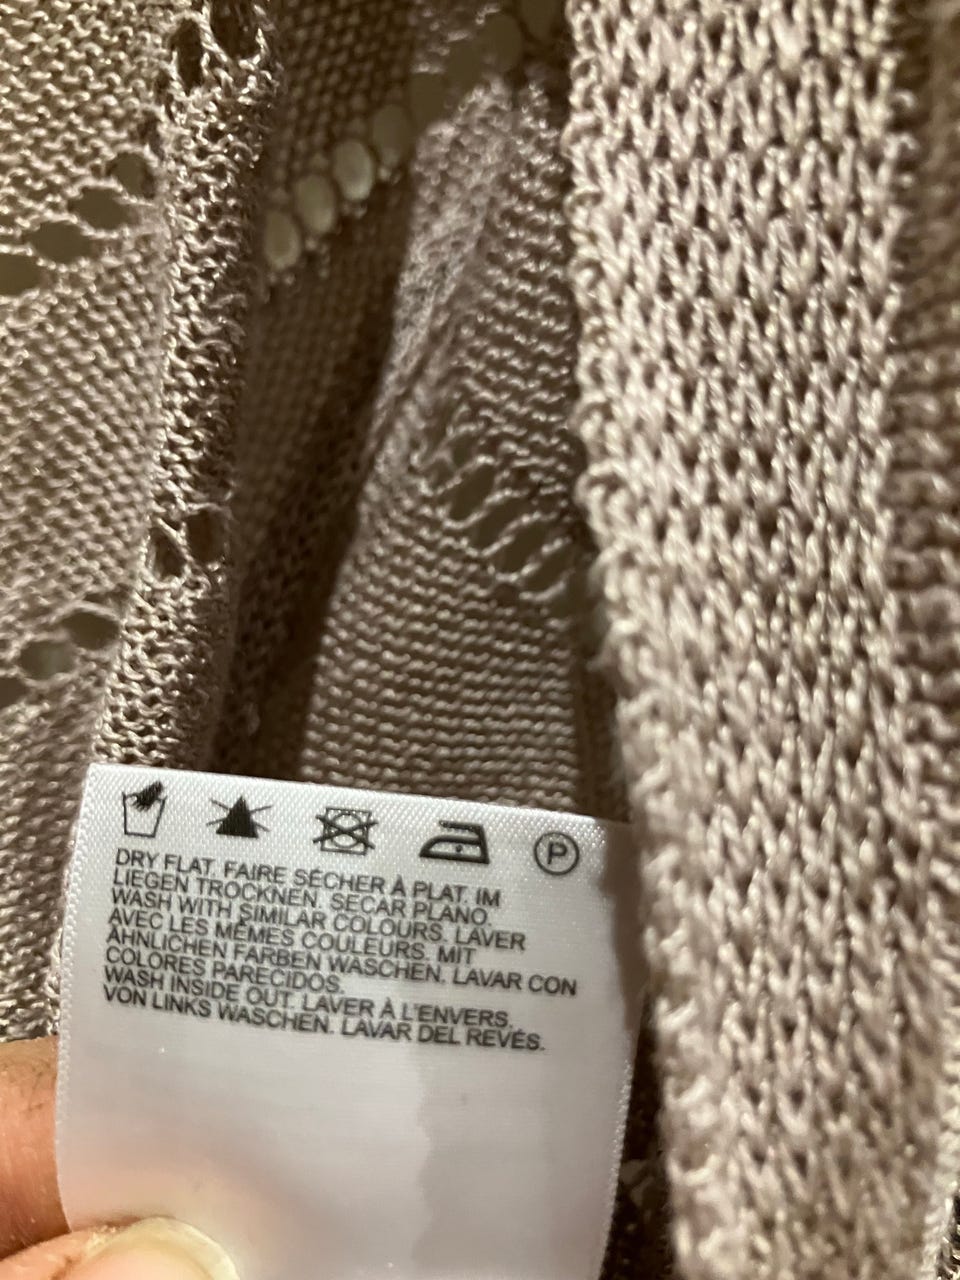 P
DRY FLAT. FAIRE SÉCHER À PLAT. IM
LIEGEN TROCKNEN. SECAR PLANO.
WASH WITH SIMILAR COLOURS. LAVER
AVEC LES MÊMES COULEURS. MIT
ÄHNLICHEN FARBEN WASCHEN. LAVAR CON
COLORES PARECIDOS.
WASH INSIDE OUT. LAVER À L'ENVERS.
VON LINKS WASCHEN. LAVAR DEL REVÉS.